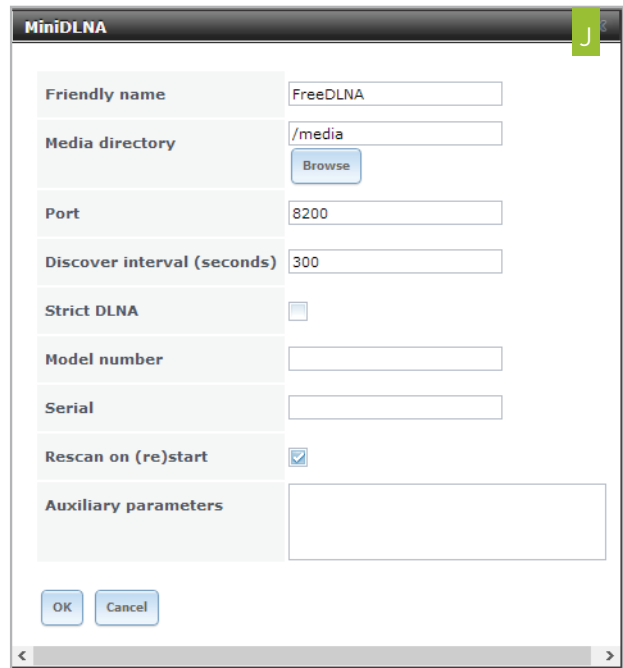 MiniDLNA
J
Friendly name FreeDLNA
Media directory /media
Browse
Port 8200
Discover interval (seconds) 300
Strict DLNA
Model number
Serial
Rescan on (re)start
Auxiliary parameters
OK Cancel